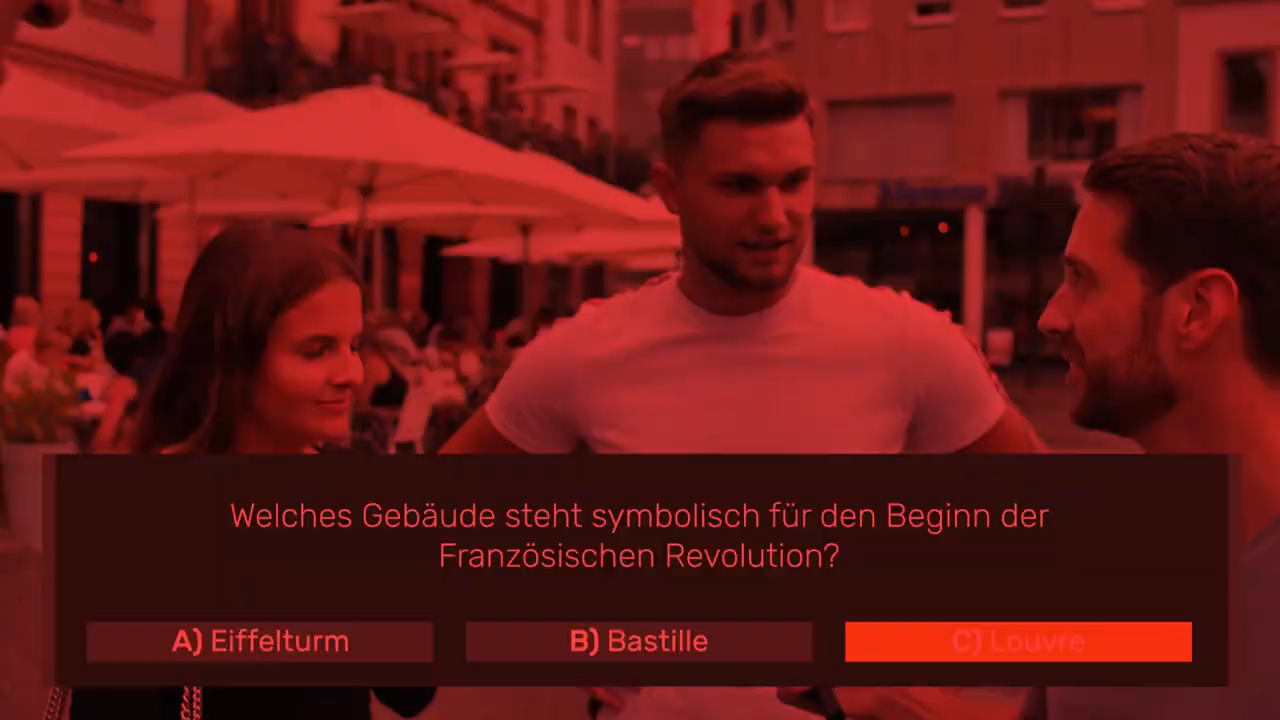 Welches Gebäude steht symbolisch für den Beginn der
Französischen Revolution?
A) Eiffelturm
B) Bastille
C) Louvre